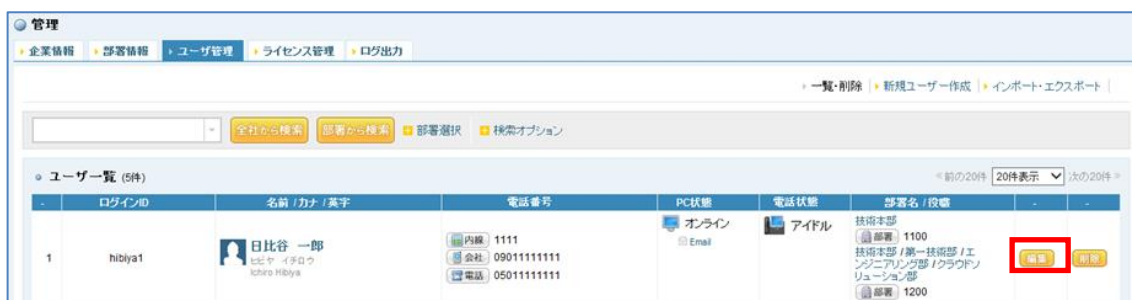 管理
企業情報 部署情報 ユーザ管理 ライセンス管理 ログ出力
一覧・削除 新規ユーザー作成 インポート・エクスポート
全社から検索 部署から検索 部署選択 検索オプション
ユーザ一覧 (5件) «前の20件 20件表示 次の20件»
- ログインID 名前 / カナ / 英字 電話番号 PC状態 電話状態 部署名 / 役職 - -
1 hibiya1
日比谷 一郎
ヒビヤ イチロウ
Ichiro Hibiya
内線 1111
会社 09011111111
電話 05011111111
オンライン
Email
アイドル
技術本部
部署 1100
技術本部 / 第一技術部 / エ
ンジニアリング部 / クラウドソ
リューション部
部署 1200
編集 削除